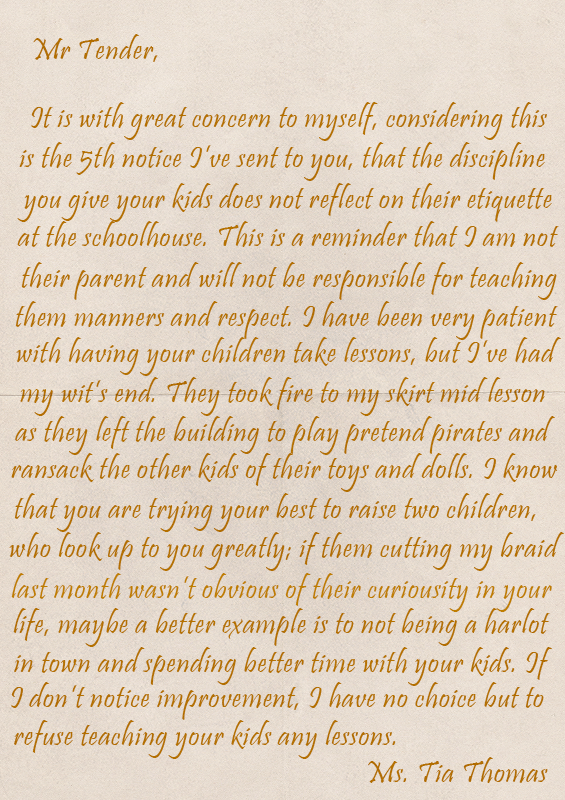 Mr Tender,
It is with great concern to myself, considering this
is the 5th notice I've sent to you, that the discipline
you give your kids does not reflect on their etiquette
at the schoolhouse. This is a reminder that I am not
their parent and will not be responsible for teaching
them manners and respect. I have been very patient
with having your children take lessons, but I've had
my wit's end. They took fire to my skirt mid lesson
as they left the building to play pretend pirates and
ransack the other kids of their toys and dolls. I know
that you are trying your best to raise two children,
who look up to you greatly; if them cutting my braid
last month wasn't obvious of their curiousity in your
life, maybe a better example is to not being a harlot
in town and spending better time with your kids. If
I don't notice improvement, I have no choice but to
refuse teaching your kids any lessons.
Ms. Tia Thomas